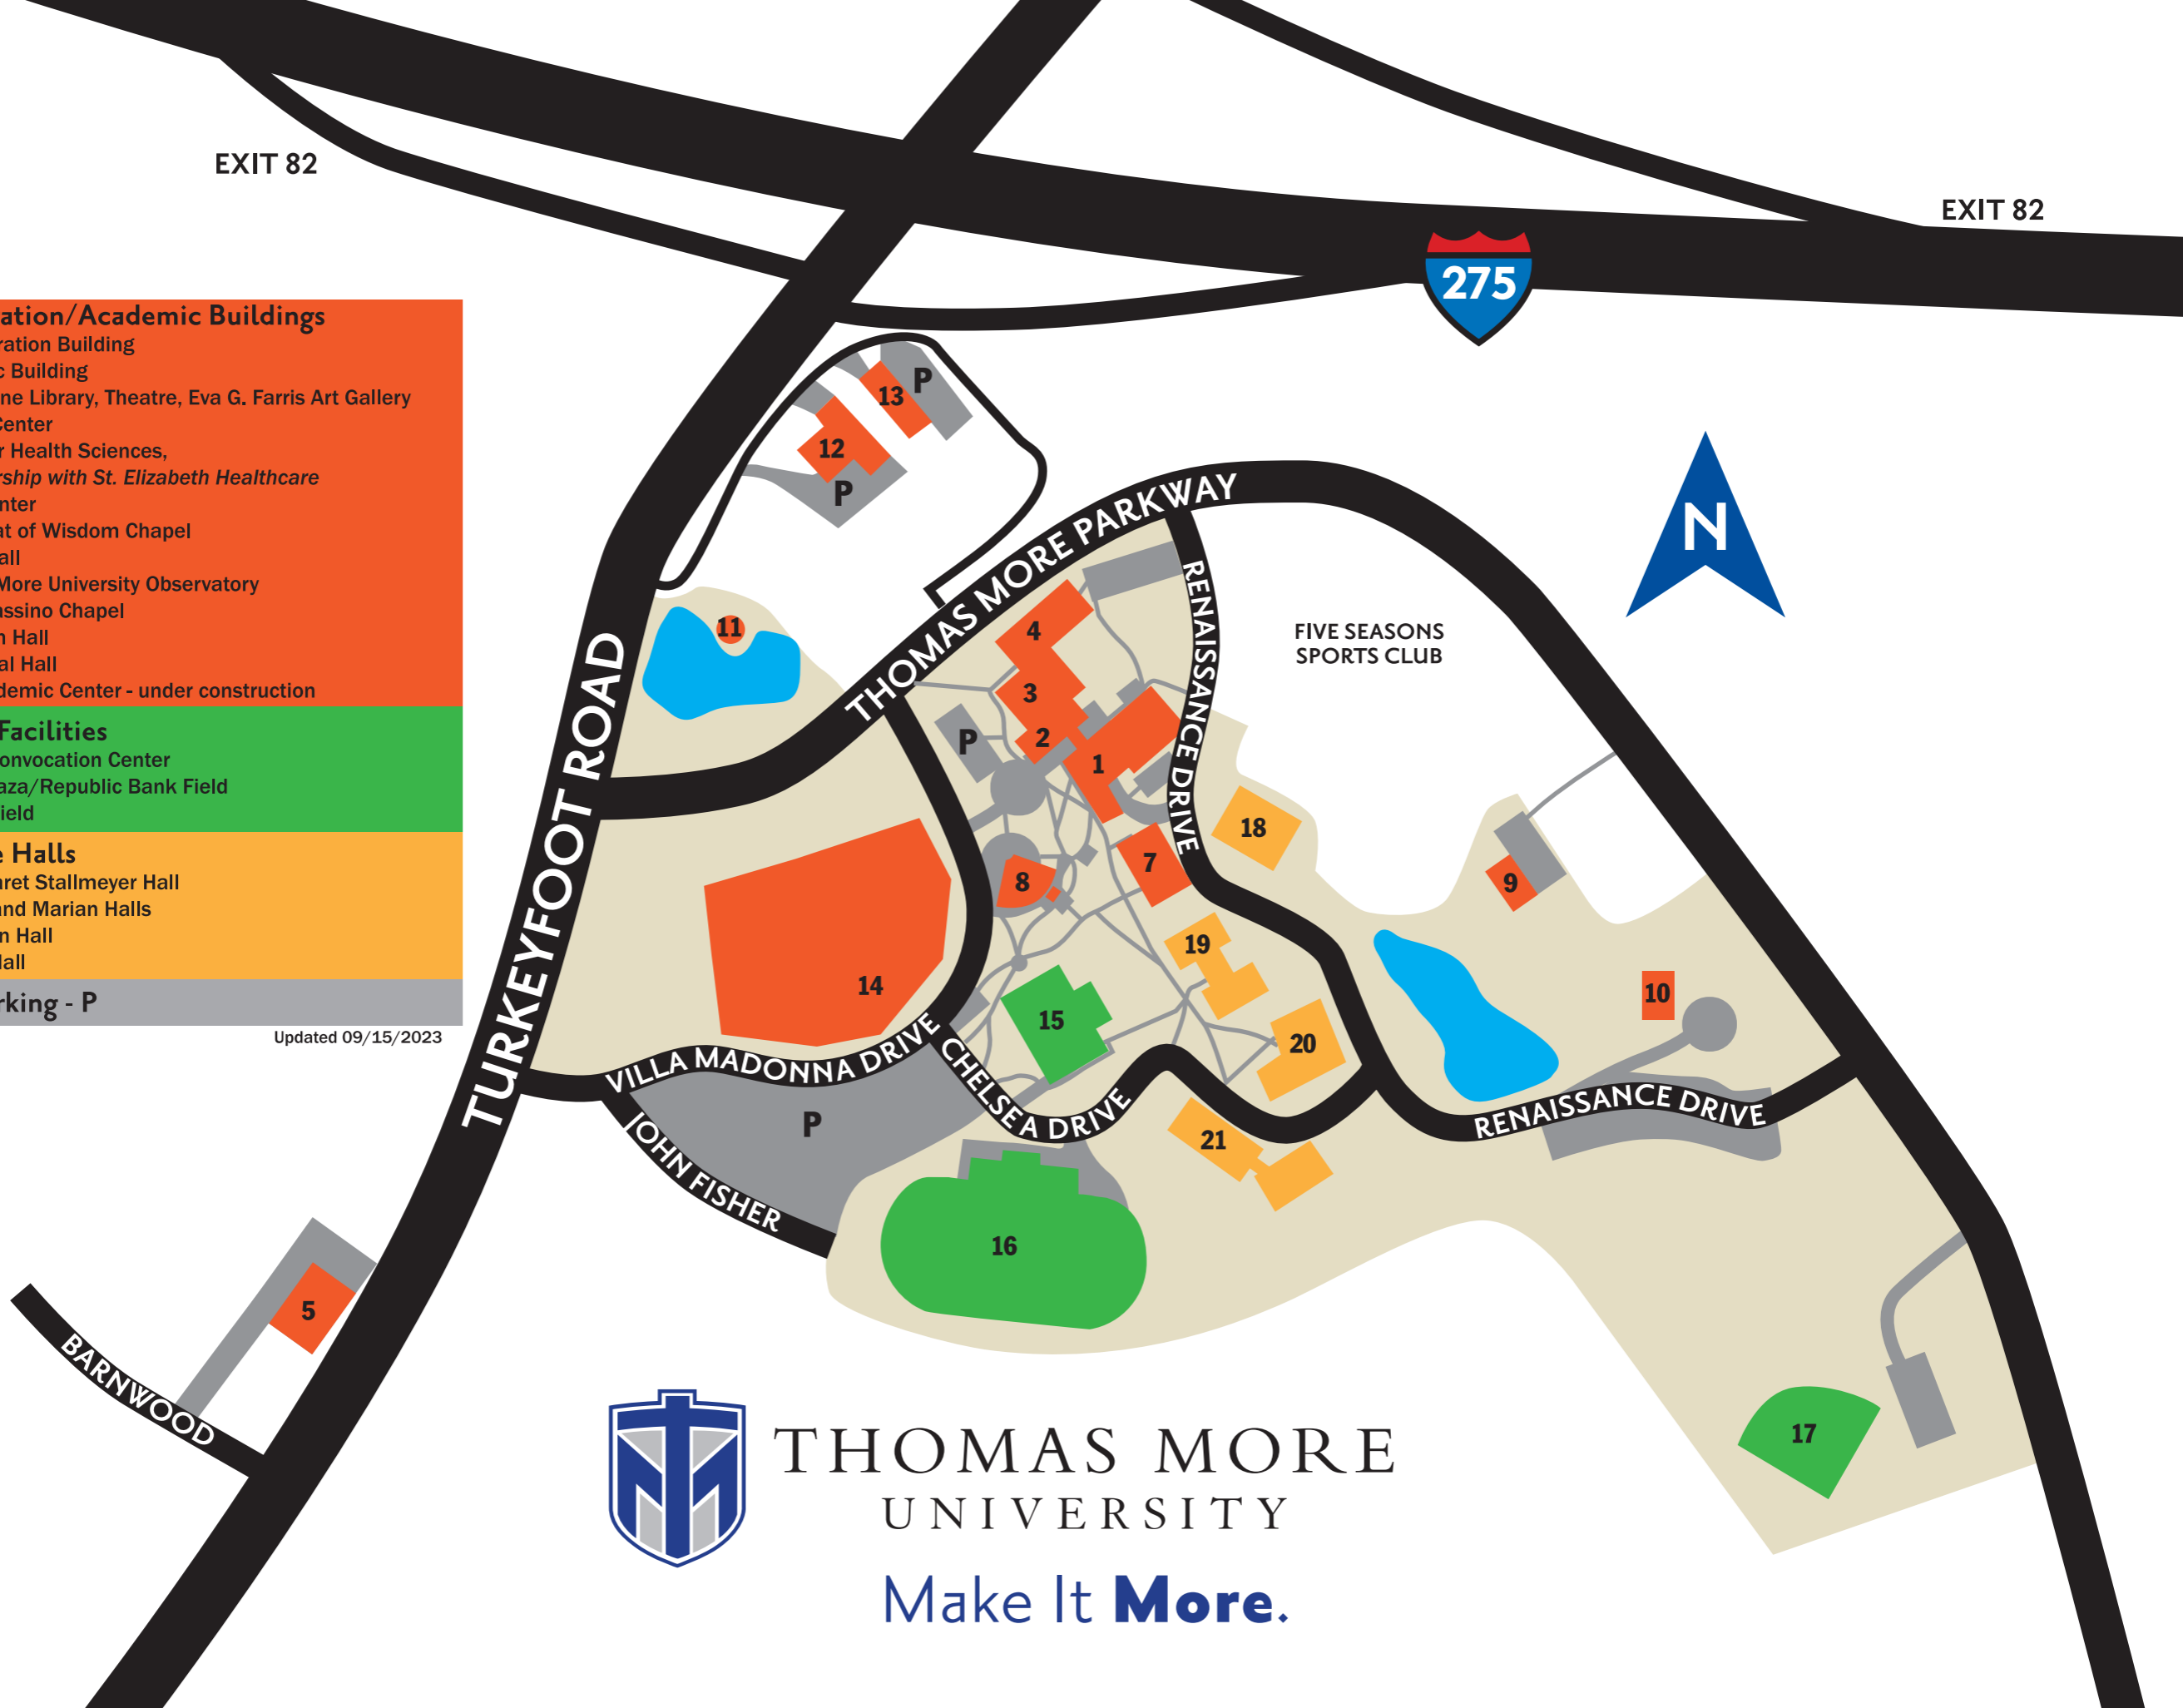 EXIT 82
EXIT 82
275
ation/Academic Buildings
ration Building
c Building
ne Library, Theatre, Eva G. Farris Art Gallery
Center
r Health Sciences,
rship with St. Elizabeth Healthcare
nter
at of Wisdom Chapel
all
More University Observatory
assino Chapel
n Hall
al Hall
demic Center - under construction
Facilities
onvocation Center
aza/Republic Bank Field
ield
e Halls
aret Stallmeyer Hall
and Marian Halls
n Hall
Hall
rking - P
Updated 09/15/2023
13
P
12
P
N
THOMAS MORE PARKWAY
RENAISSANCE DRIVE
FIVE SEASONS
SPORTS CLUB
11
4
3
2
1
P
TURKEYFOOT ROAD
18
7
8
9
19
14
15
20
10
VILLA MADONNA DRIVE
CHELSEA DRIVE
RENAISSANCE DRIVE
P
JOHN FISHER
21
16
5
BARNWOOD
17
THOMAS MORE
UNIVERSITY
Make It More.